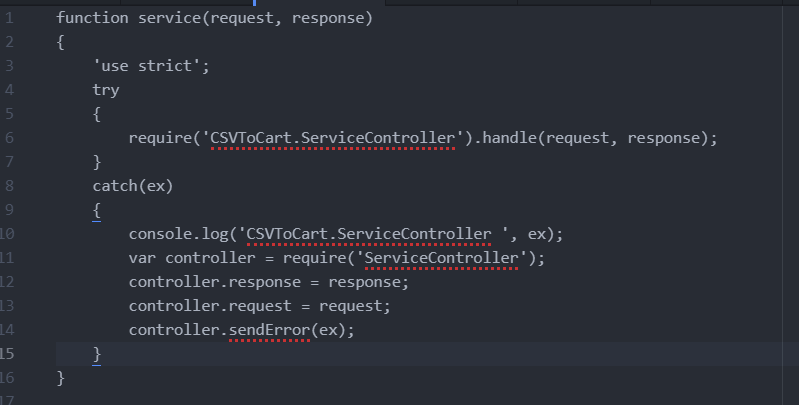 1 function service(request, response)
2 {
3 'use strict';
4 try
5 {
6 require('CSVToCart.ServiceController').handle(request, response);
7 }
8 catch(ex)
9 {
10 console.log('CSVToCart.ServiceController ', ex);
11 var controller = require('ServiceController');
12 controller.response = response;
13 controller.request = request;
14 controller.sendError(ex);
15 }
16 }
17